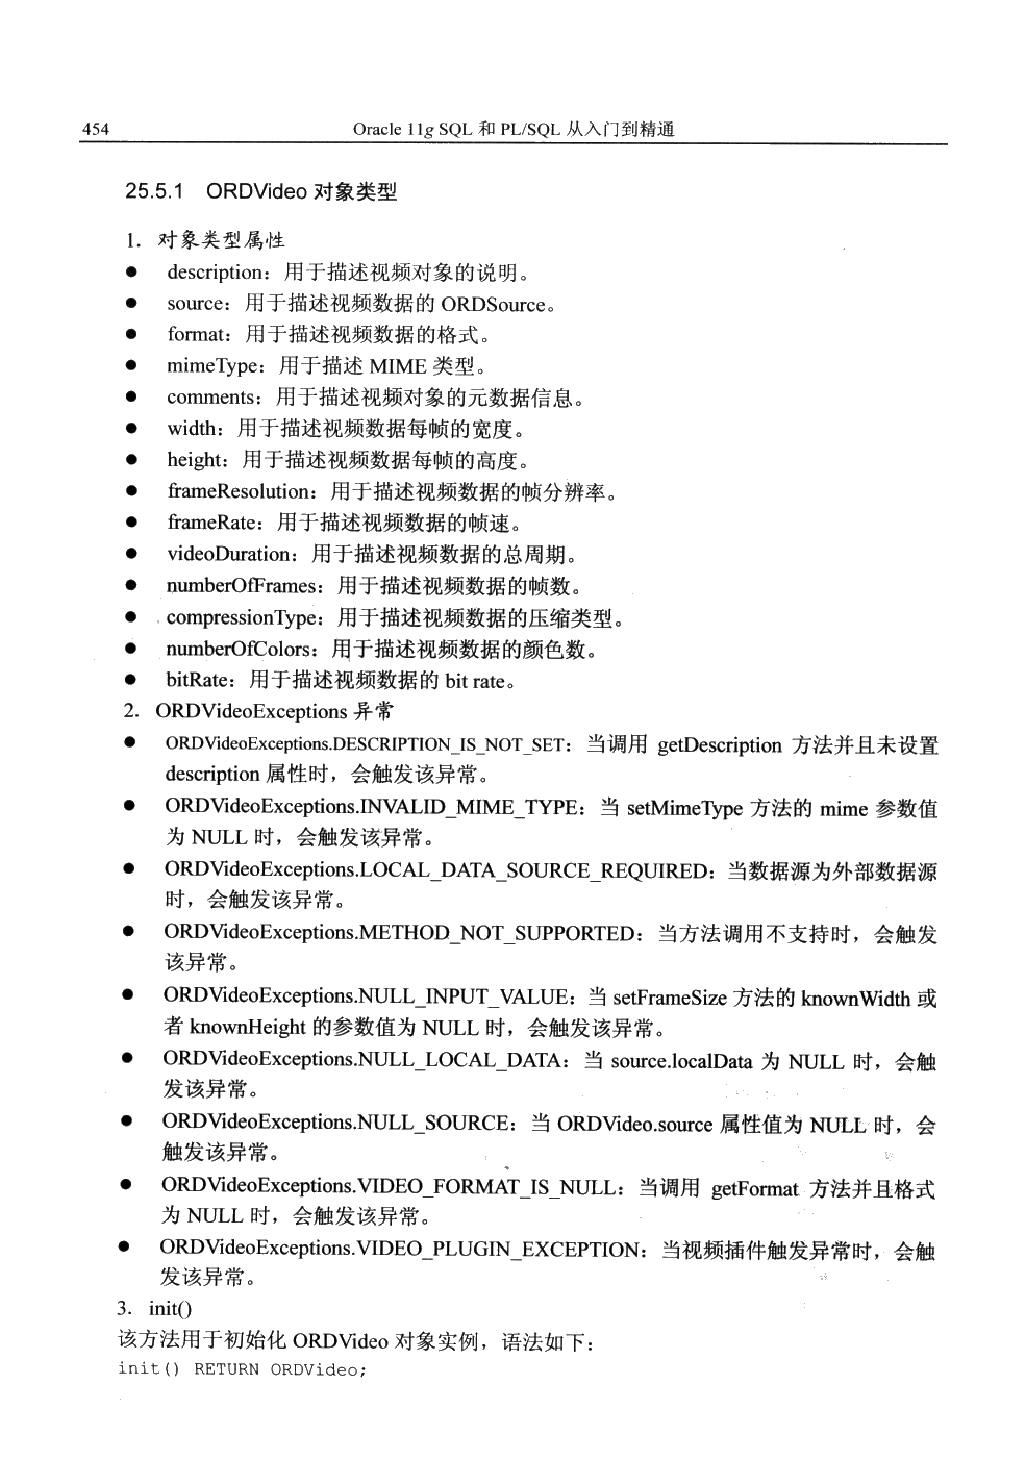 454
Oracle 11g SQL 和 PL/SQL 从入门到精通
25.5.1 ORDVideo 对象类型
1. 对象类型属性
● description：用于描述视频对象的说明。
● source：用于描述视频数据的 ORDSource。
● format：用于描述视频数据的格式。
● mimeType：用于描述 MIME 类型。
● comments：用于描述视频对象的元数据信息。
● width：用于描述视频数据每帧的宽度。
● height：用于描述视频数据每帧的高度。
● frameResolution：用于描述视频数据的帧分辨率。
● frameRate：用于描述视频数据的帧速。
● videoDuration：用于描述视频数据的总周期。
● numberOfFrames：用于描述视频数据的帧数。
● compressionType：用于描述视频数据的压缩类型。
● numberOfColors：用于描述视频数据的颜色数。
● bitRate：用于描述视频数据的 bit rate。
2. ORDVideoExceptions 异常
● ORDVideoExceptions.DESCRIPTION_IS_NOT_SET：当调用 getDescription 方法并且未设置
description 属性时，会触发该异常。
● ORDVideoExceptions.INVALID_MIME_TYPE：当 setMimeType 方法的 mime 参数值
为 NULL 时，会触发该异常。
● ORDVideoExceptions.LOCAL_DATA_SOURCE_REQUIRED：当数据源为外部数据源
时，会触发该异常。
● ORDVideoExceptions.METHOD_NOT_SUPPORTED：当方法调用不支持时，会触发
该异常。
● ORDVideoExceptions.NULL_INPUT_VALUE：当 setFrameSize 方法的 knownWidth 或
者 knownHeight 的参数值为 NULL 时，会触发该异常。
● ORDVideoExceptions.NULL_LOCAL_DATA：当 source.localData 为 NULL 时，会触
发该异常。
● ORDVideoExceptions.NULL_SOURCE：当 ORDVideo.source 属性值为 NULL 时，会
触发该异常。
● ORDVideoExceptions.VIDEO_FORMAT_IS_NULL：当调用 getFormat 方法并且格式
为 NULL 时，会触发该异常。
● ORDVideoExceptions.VIDEO_PLUGIN_EXCEPTION：当视频插件触发异常时，会触
发该异常。
3. init()
该方法用于初始化 ORDVideo 对象实例，语法如下：
init() RETURN ORDVideo;